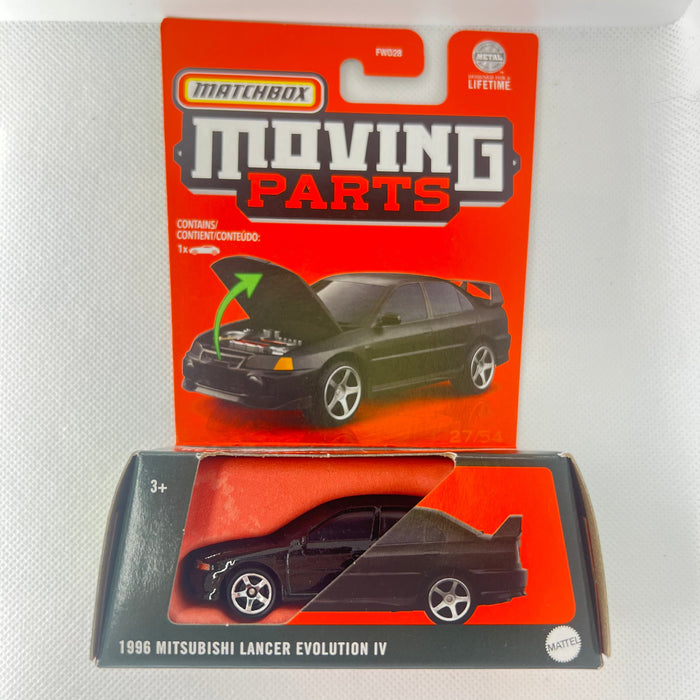 FWD28
METAL
DESIGNED FOR A
LIFETIME
MATCHBOX
MOVING
PARTS
CONTAINS/
CONTIENT/CONTEÚDO:
1x
27/54
3+
1996 MITSUBISHI LANCER EVOLUTION IV
MATTEL